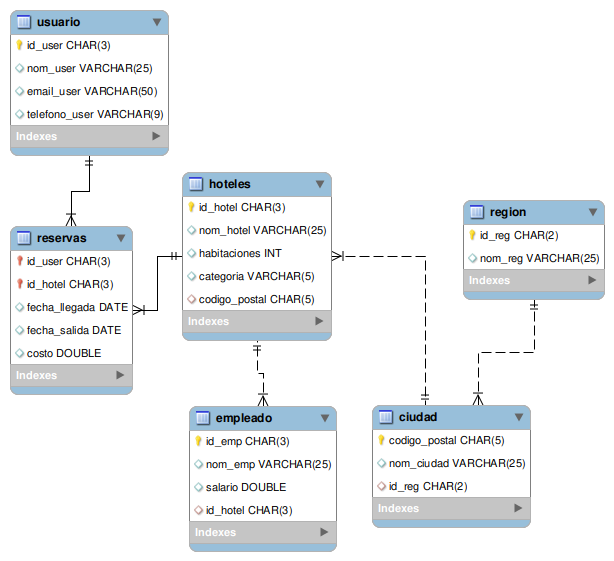 usuario
id_user CHAR(3)
nom_user VARCHAR(25)
email_user VARCHAR(50)
telefono_user VARCHAR(9)
Indexes
hoteles
id_hotel CHAR(3)
nom_hotel VARCHAR(25)
habitaciones INT
categoria VARCHAR(5)
codigo_postal CHAR(5)
Indexes
region
id_reg CHAR(2)
nom_reg VARCHAR(25)
Indexes
reservas
id_user CHAR(3)
id_hotel CHAR(3)
fecha_llegada DATE
fecha_salida DATE
costo DOUBLE
Indexes
empleado
id_emp CHAR(3)
nom_emp VARCHAR(25)
salario DOUBLE
id_hotel CHAR(3)
Indexes
ciudad
codigo_postal CHAR(5)
nom_ciudad VARCHAR(25)
id_reg CHAR(2)
Indexes